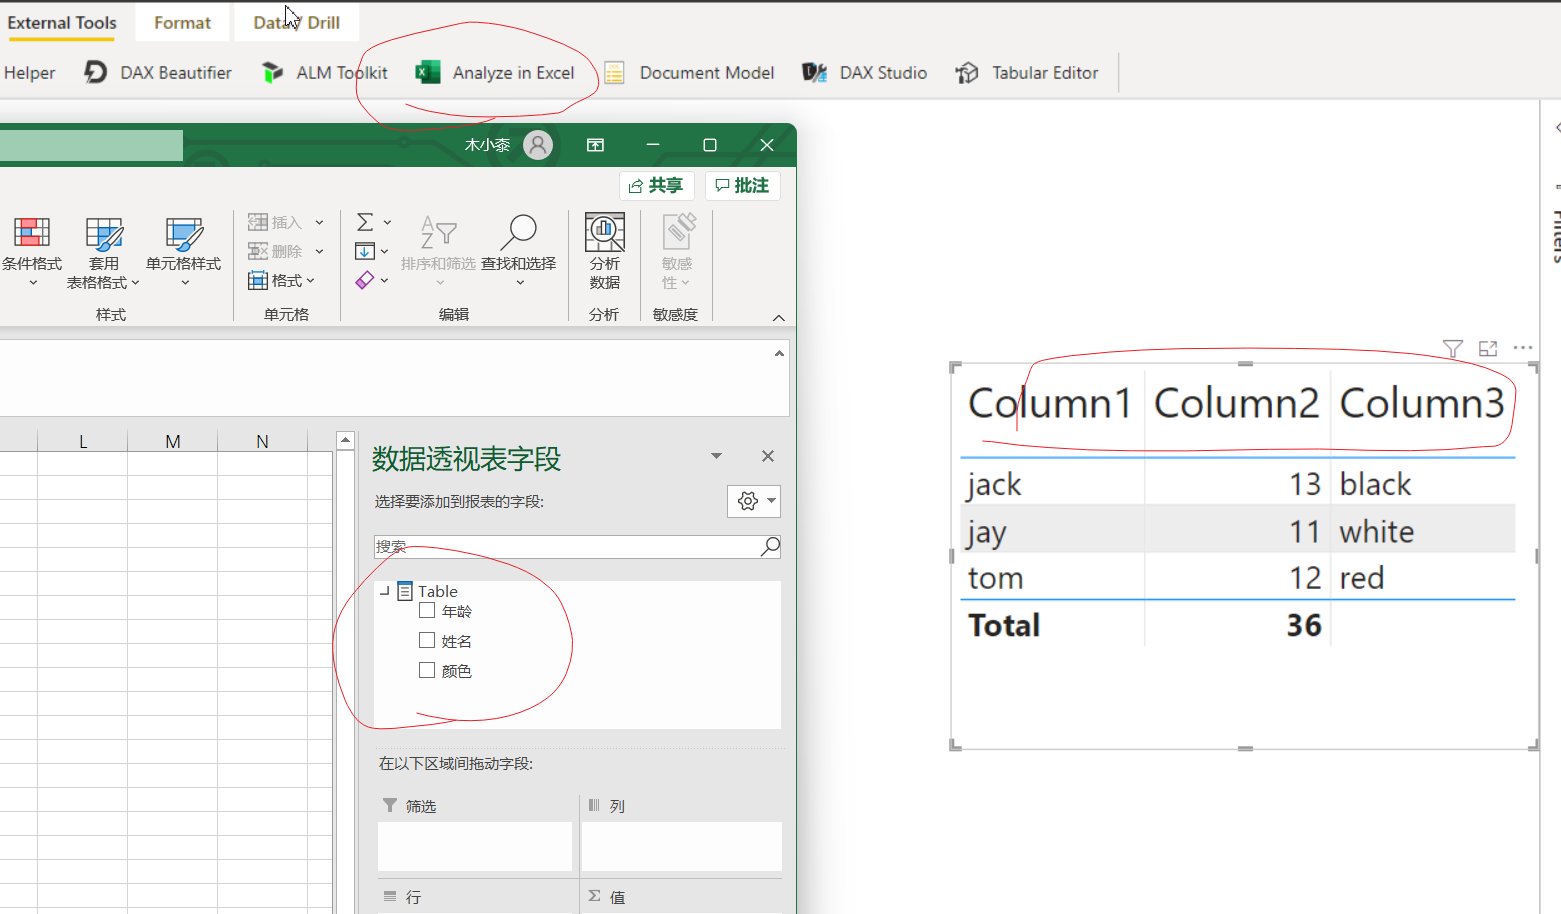 External Tools Format Data / Drill
Helper DAX Beautifier ALM Toolkit Analyze in Excel Document Model DAX Studio Tabular Editor
木小桼
共享 批注
条件格式 套用
表格格式 单元格样式
样式
插入
删除
格式
单元格
排序和筛选 查找和选择
编辑
分析
数据
分析
敏感
性
敏感度
Filters
L M N
数据透视表字段
选择要添加到报表的字段:
搜索
Table
年龄
姓名
颜色
在以下区域间拖动字段:
筛选 列
行 值
Column1 Column2 Column3
jack 13 black
jay 11 white
tom 12 red
Total 36